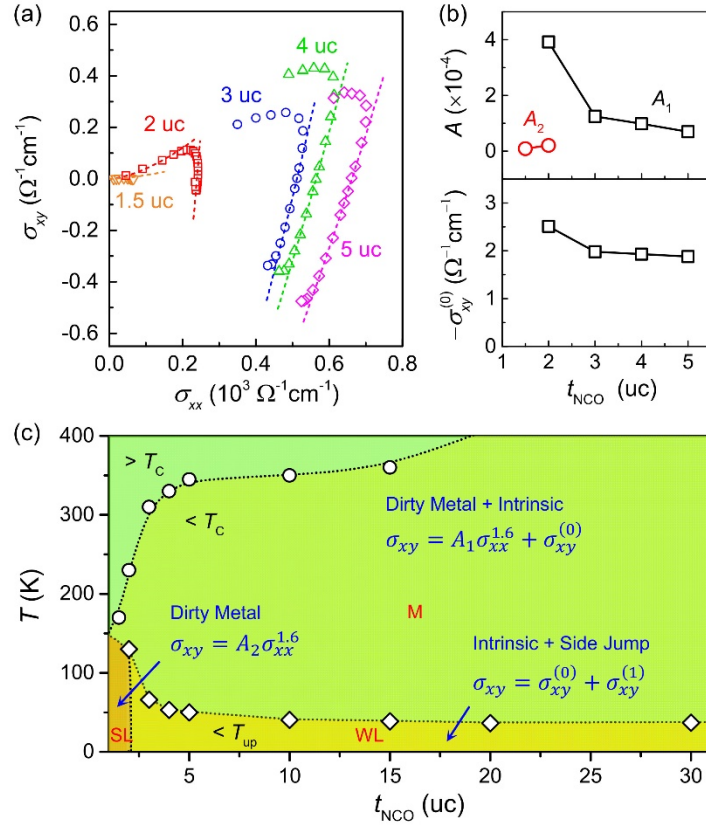 (a)
0.6
0.4
0.2
0.0
-0.2
-0.4
-0.6
σxy (Ω⁻¹cm⁻¹)
1.5 uc
2 uc
3 uc
4 uc
5 uc
0.0 0.2 0.4 0.6 0.8
σxx (10³ Ω⁻¹cm⁻¹)
(b)
A (×10⁻⁴)
4
2
0
A₁
A₂
−σxy⁽⁰⁾ (Ω⁻¹cm⁻¹)
3
2
1
0
1 2 3 4 5
tNCO (uc)
(c)
T (K)
400
300
200
100
0
> TC
< TC
Dirty Metal + Intrinsic
σxy = A₁σxx^1.6 + σxy⁽⁰⁾
Dirty Metal
σxy = A₂σxx^1.6
M
Intrinsic + Side Jump
σxy = σxy⁽⁰⁾ + σxy⁽¹⁾
SL
< Tup
WL
5 10 15 20 25 30
tNCO (uc)